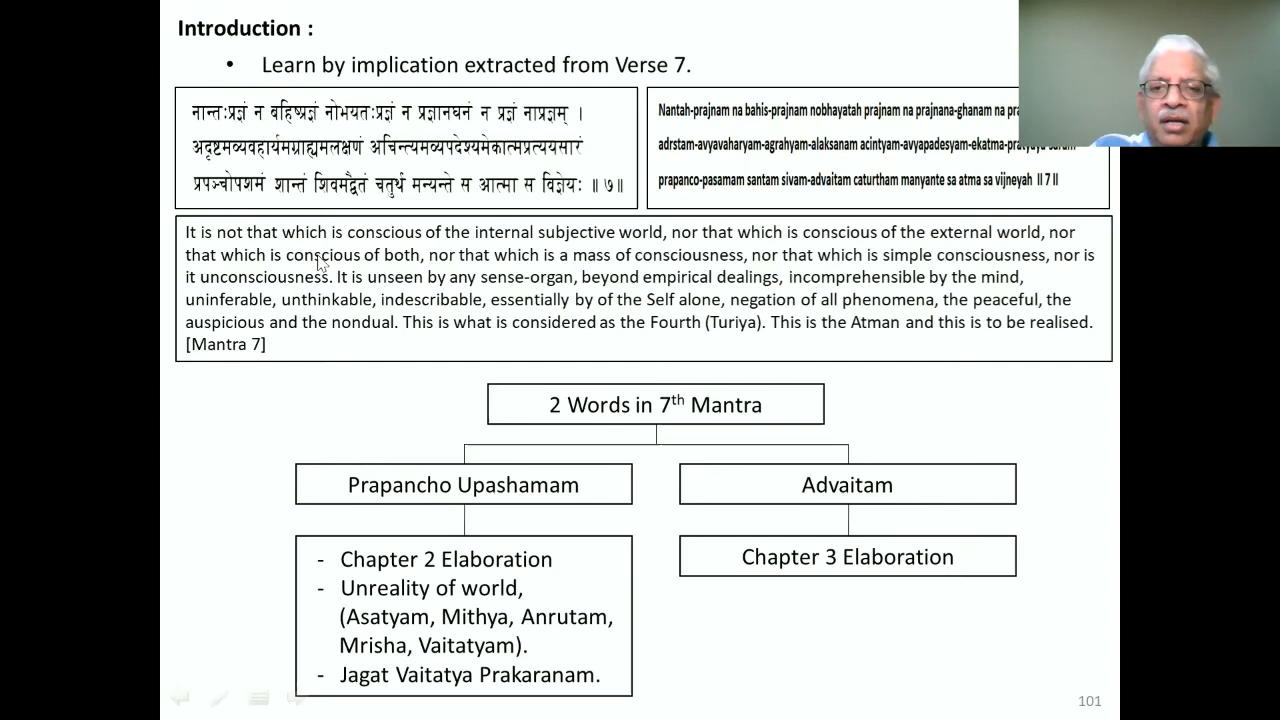 Introduction :
• Learn by implication extracted from Verse 7.
नान्तःप्रज्ञं न बहिष्प्रज्ञं नोभयतःप्रज्ञं न प्रज्ञानघनं न प्रज्ञं नाप्रज्ञम् ।
अदृष्टमव्यवहार्यमग्राह्यमलक्षणं अचिन्त्यमव्यपदेश्यमेकात्मप्रत्ययसारं
प्रपञ्चोपशमं शान्तं शिवमद्वैतं चतुर्थं मन्यन्ते स आत्मा स विज्ञेयः ॥ ७॥
Nantah-prajnam na bahis-prajnam nobhayatah prajnam na prajnana-ghanam na
adrstam-avyavaharyam-agrahyam-alaksanam acintyam-avyapadesyam-ekatma-
prapanco-pasamam santam sivam-advaitam caturtham manyante sa atma sa vijneyah ll 7 ll
It is not that which is conscious of the internal subjective world, nor that which is conscious of the external world, nor
that which is conscious of both, nor that which is a mass of consciousness, nor that which is simple consciousness, nor is
it unconsciousness. It is unseen by any sense-organ, beyond empirical dealings, incomprehensible by the mind,
uninferable, unthinkable, indescribable, essentially by of the Self alone, negation of all phenomena, the peaceful, the
auspicious and the nondual. This is what is considered as the Fourth (Turiya). This is the Atman and this is to be realised.
[Mantra 7]
2 Words in 7th Mantra
Prapancho Upashamam
Advaitam
- Chapter 2 Elaboration
- Unreality of world,
(Asatyam, Mithya, Anrutam,
Mrisha, Vaitatyam).
- Jagat Vaitatya Prakaranam.
Chapter 3 Elaboration
101